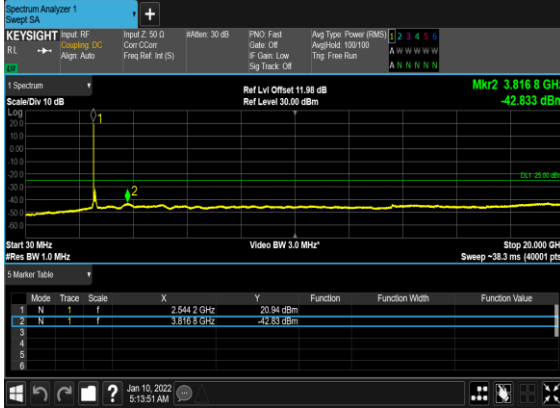 Spectrum Analyzer 1
Swept SA
+
KEYSIGHT
RL
Input: RF
Coupling: DC
Align: Auto
Input Z: 50 Ω
Corr CCorr
Freq Ref: Int (S)
#Atten: 30 dB
PNO: Fast
Gate: Off
IF Gain: Low
Sig Track: Off
Avg Type: Power (RMS)
Avg|Hold: 100/100
Trig: Free Run
1 2 3 4 5 6
A W W W W W
A N N N N N
1 Spectrum
Scale/Div 10 dB
Ref Lvl Offset 11.98 dB
Ref Level 30.00 dBm
Mkr2 3.816 8 GHz
-42.833 dBm
Log
20.0
10.0
0.00
-10.0
-20.0
-30.0
-40.0
-50.0
-60.0
1
2
DL1 -25.00 dBm
Start 30 MHz
#Res BW 1.0 MHz
Video BW 3.0 MHz*
Stop 20.000 GH
Sweep ~38.3 ms (40001 pts
5 Marker Table
Mode Trace Scale X Y Function Function Width Function Value
1 N 1 f 2.544 2 GHz 20.94 dBm
2 N 1 f 3.816 8 GHz -42.83 dBm
3
4
5
6
?
Jan 10, 2022
5:13:51 AM